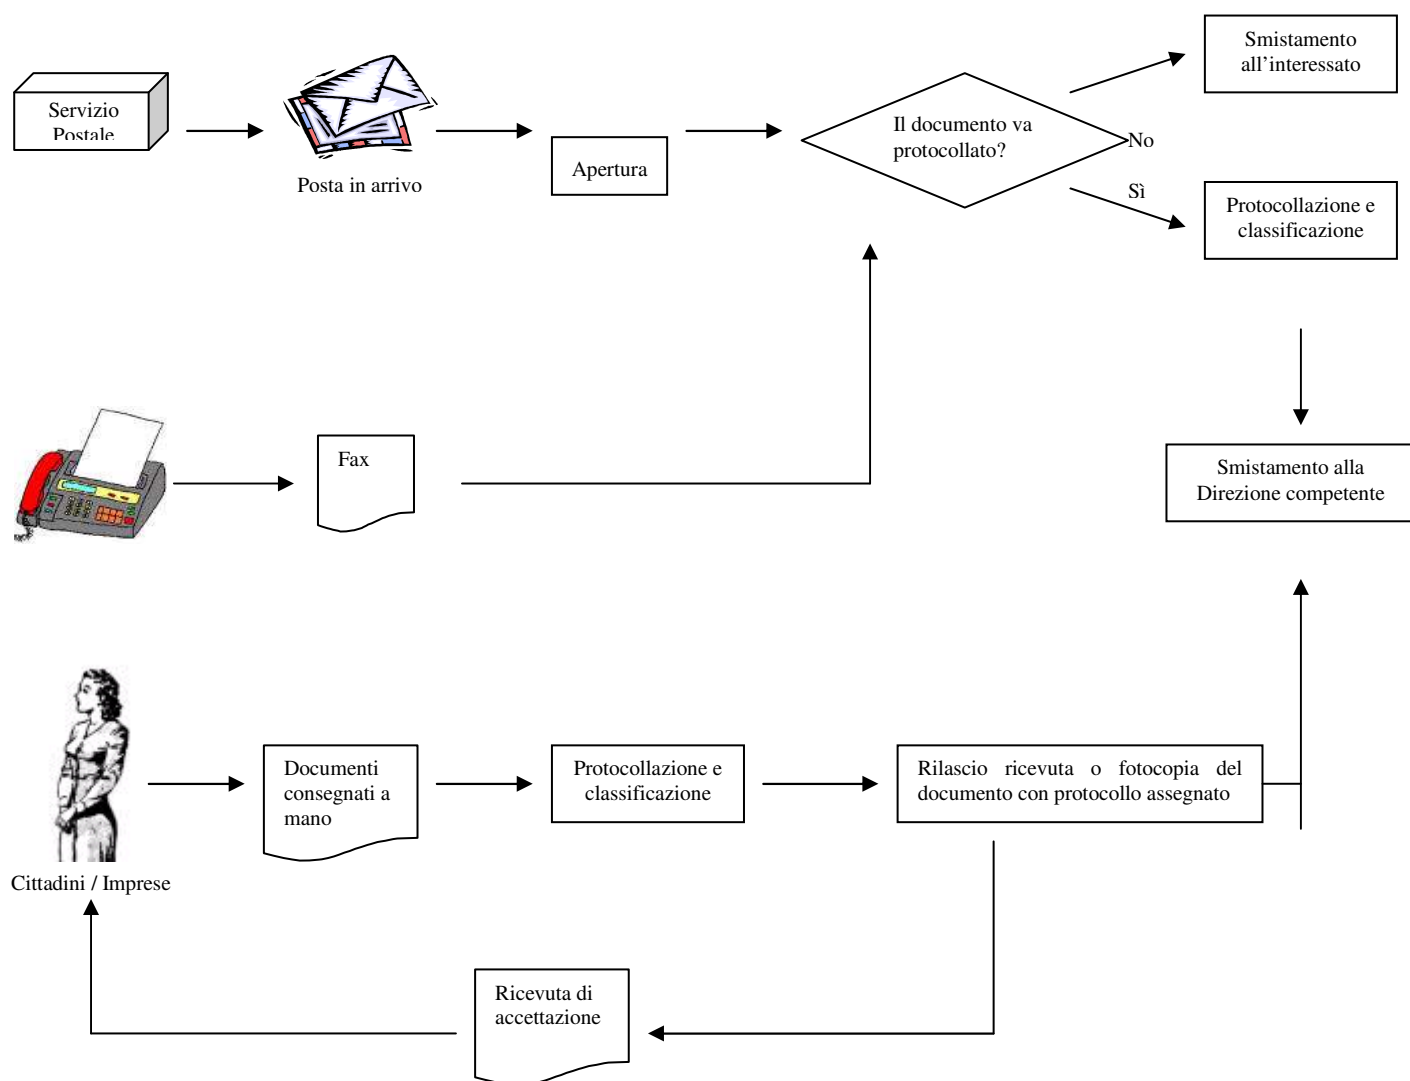 Smistamento
all'interessato
Servizio
Postale
Il documento va
protocollato?
No
Apertura
Posta in arrivo
Sì
Protocollazione e
classificazione
Fax
Smistamento alla
Direzione competente
Documenti
consegnati a
mano
Protocollazione e
classificazione
Rilascio ricevuta o fotocopia del
documento con protocollo assegnato
Cittadini / Imprese
Ricevuta di
accettazione